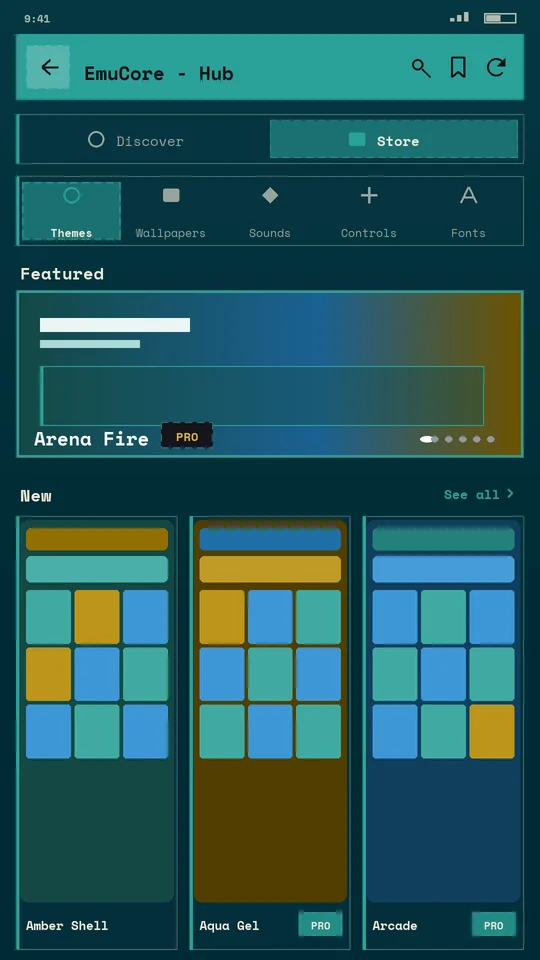 9:41
EmuCore - Hub
Discover
Store
Themes
Wallpapers
Sounds
Controls
Fonts
Featured
Arena Fire
PRO
New
See all
Amber Shell
Aqua Gel
PRO
Arcade
PRO